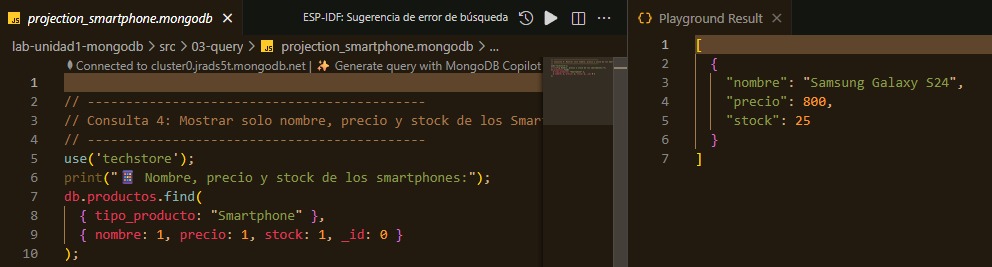 JS projection_smartphone.mongodb ×
ESP-IDF: Sugerencia de error de búsqueda
lab-unidad1-mongodb > src > 03-query > JS projection_smartphone.mongodb > ...
Connected to cluster0.jrads5t.mongodb.net | ✨ Generate query with MongoDB Copilot
1
2 // -------------------------------------------
3 // Consulta 4: Mostrar solo nombre, precio y stock de los Smar
4 // -------------------------------------------
5 use('techstore');
6 print("📱 Nombre, precio y stock de los smartphones:");
7 db.productos.find(
8 { tipo_producto: "Smartphone" },
9 { nombre: 1, precio: 1, stock: 1, _id: 0 }
10 );
{} Playground Result ×
1 [
2 {
3 "nombre": "Samsung Galaxy S24",
4 "precio": 800,
5 "stock": 25
6 }
7 ]